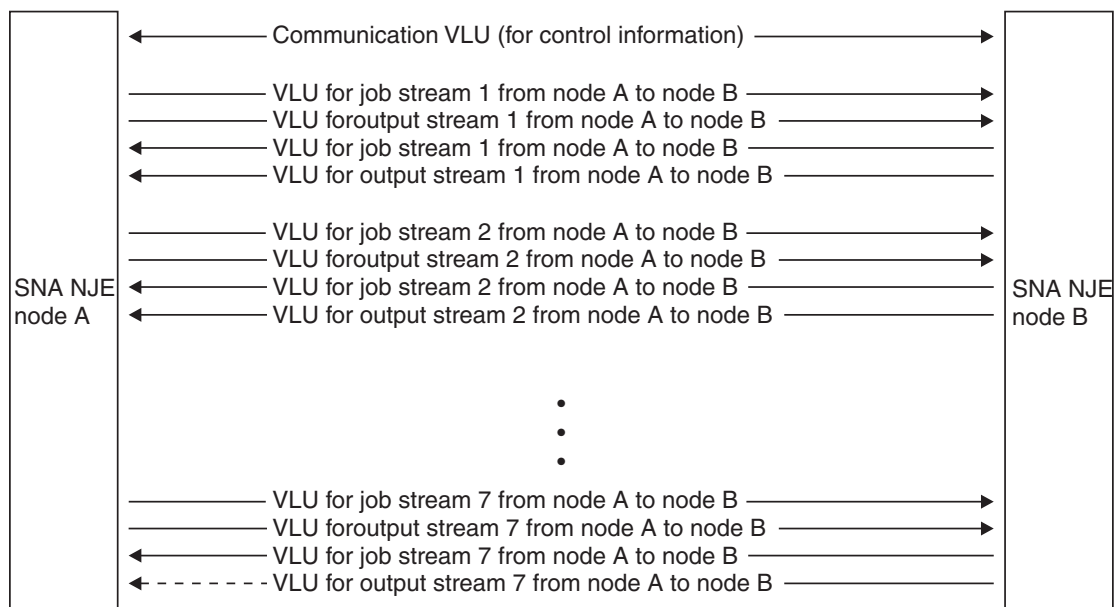 Communication VLU (for control information)
VLU for job stream 1 from node A to node B
VLU foroutput stream 1 from node A to node B
VLU for job stream 1 from node A to node B
VLU for output stream 1 from node A to node B
VLU for job stream 2 from node A to node B
VLU foroutput stream 2 from node A to node B
VLU for job stream 2 from node A to node B
VLU for output stream 2 from node A to node B
SNA NJE
node A
SNA NJE
node B
VLU for job stream 7 from node A to node B
VLU foroutput stream 7 from node A to node B
VLU for job stream 7 from node A to node B
VLU for output stream 7 from node A to node B